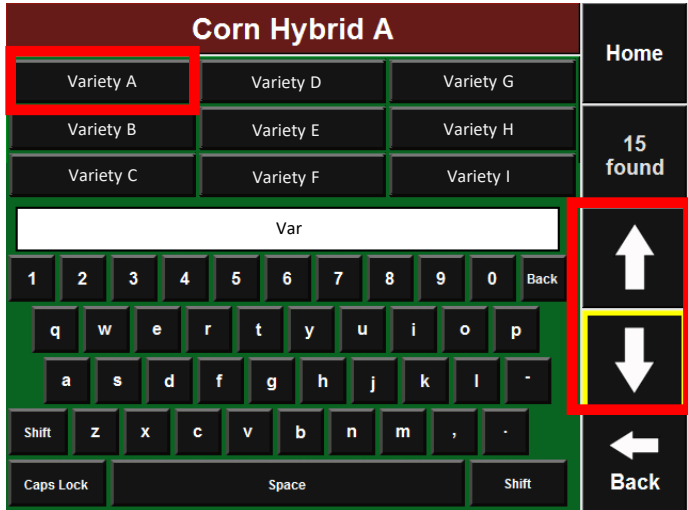 Corn Hybrid A
Home
Variety A Variety D Variety G
Variety B Variety E Variety H
15
found
Variety C Variety F Variety I
Var
1 2 3 4 5 6 7 8 9 0 Back
q w e r t y u i o p
a s d f g h j k l -
Shift z x c v b n m , .
Caps Lock Space Shift
Back